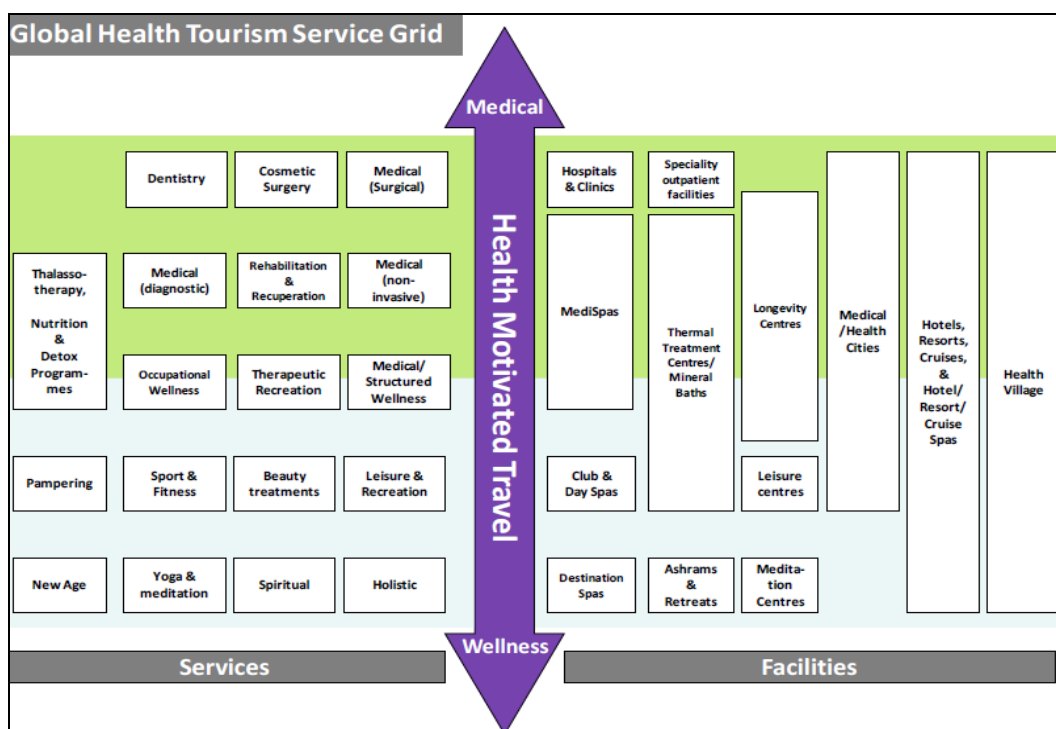 Global Health Tourism Service Grid
Medical
Dentistry
Cosmetic
Surgery
Medical
(Surgical)
Thalasso-
therapy,
Nutrition
&
Detox
Program-
mes
Medical
(diagnostic)
Rehabilitation
&
Recuperation
Medical
(non-
invasive)
Occupational
Wellness
Therapeutic
Recreation
Medical/
Structured
Wellness
Pampering
Sport &
Fitness
Beauty
treatments
Leisure &
Recreation
New Age
Yoga &
meditation
Spiritual
Holistic
Health Motivated Travel
Hospitals
& Clinics
Speciality
outpatient
facilities
MediSpas
Thermal
Treatment
Centres/
Mineral
Baths
Longevity
Centres
Medical
/Health
Cities
Hotels,
Resorts,
Cruises,
&
Hotel/
Resort/
Cruise
Spas
Health
Village
Club &
Day Spas
Leisure
centres
Destination
Spas
Ashrams
&
Retreats
Medita-
tion
Centres
Wellness
Services
Facilities